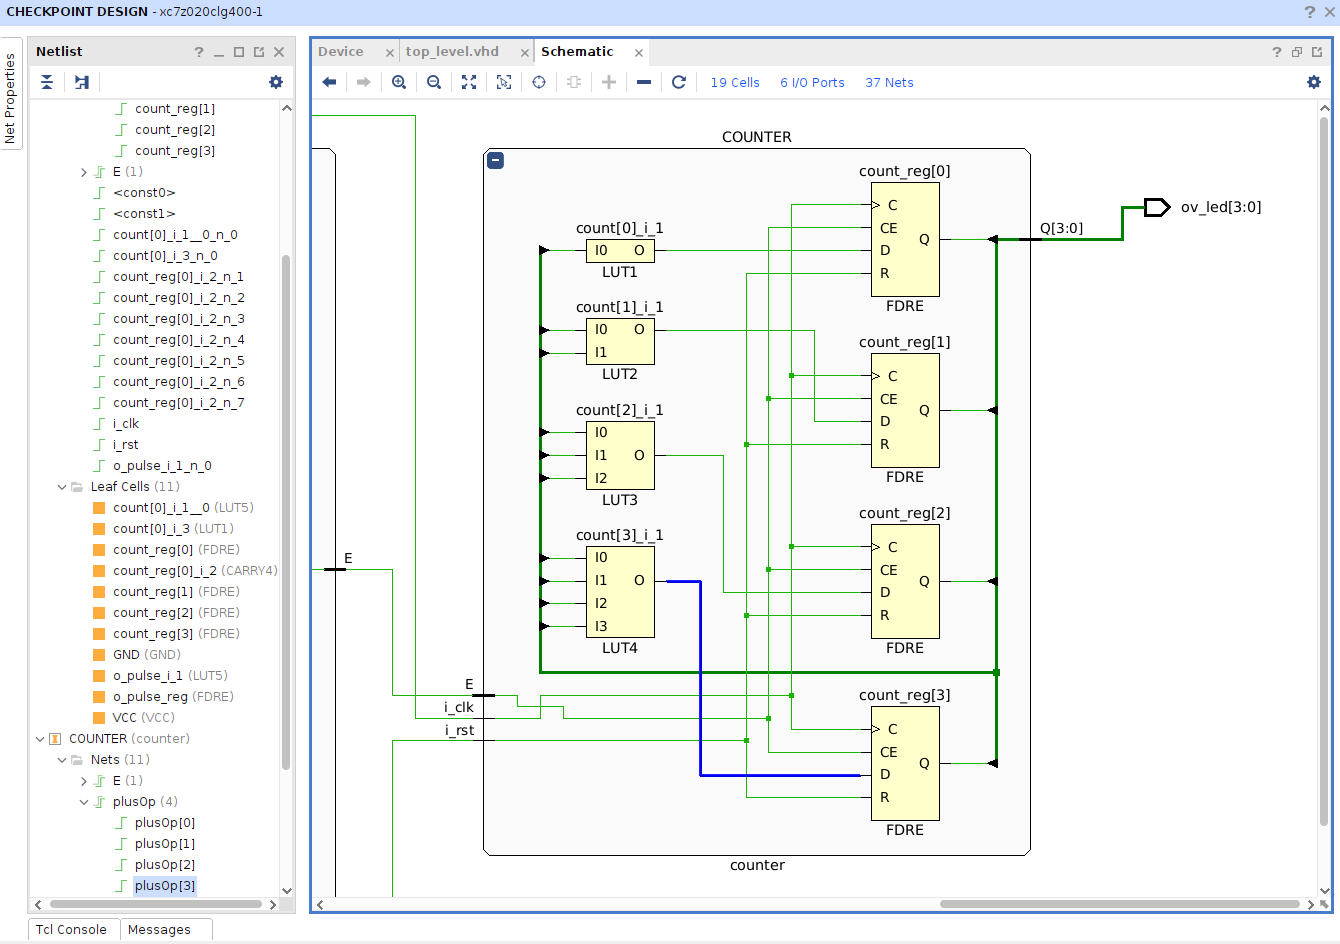 CHECKPOINT DESIGN - xc7z020clg400-1
Net Properties
Netlist
count_reg[1]
count_reg[2]
count_reg[3]
E (1)
<const0>
<const1>
count[0]_i_1__0_n_0
count[0]_i_3_n_0
count_reg[0]_i_2_n_1
count_reg[0]_i_2_n_2
count_reg[0]_i_2_n_3
count_reg[0]_i_2_n_4
count_reg[0]_i_2_n_5
count_reg[0]_i_2_n_6
count_reg[0]_i_2_n_7
i_clk
i_rst
o_pulse_i_1_n_0
Leaf Cells (11)
count[0]_i_1__0 (LUT5)
count[0]_i_3 (LUT1)
count_reg[0] (FDRE)
count_reg[0]_i_2 (CARRY4)
count_reg[1] (FDRE)
count_reg[2] (FDRE)
count_reg[3] (FDRE)
GND (GND)
o_pulse_i_1 (LUT5)
o_pulse_reg (FDRE)
VCC (VCC)
COUNTER (counter)
Nets (11)
E (1)
plusOp (4)
plusOp[0]
plusOp[1]
plusOp[2]
plusOp[3]
Tcl Console
Messages
Device
top_level.vhd
Schematic
19 Cells
6 I/O Ports
37 Nets
COUNTER
E
E
i_clk
i_rst
count[0]_i_1
I0 O
LUT1
count[1]_i_1
I0 O
I1
LUT2
count[2]_i_1
I0
I1 O
I2
LUT3
count[3]_i_1
I0
I1 O
I2
I3
LUT4
count_reg[0]
C
CE
Q
D
R
FDRE
count_reg[1]
C
CE
Q
D
R
FDRE
count_reg[2]
C
CE
Q
D
R
FDRE
count_reg[3]
C
CE
Q
D
R
FDRE
counter
Q[3:0]
ov_led[3:0]